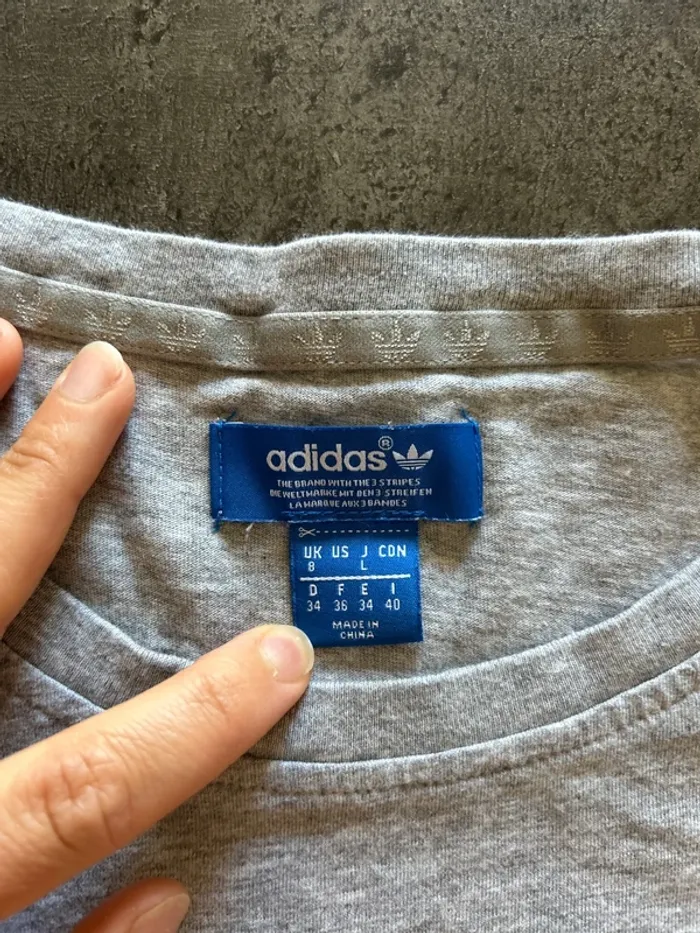 adidas®
THE BRAND WITH THE 3 STRIPES
DIE WELTMARKE MIT DEN 3 STREIFEN
LA MARQUE AUX 3 BANDES
UK US J CDN
8 L
D F E I
34 36 34 40
MADE IN
CHINA